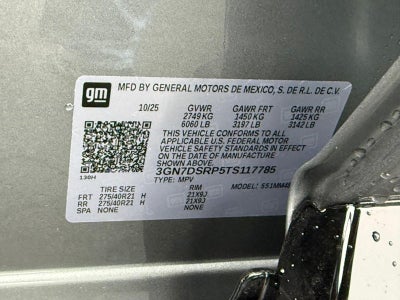 gm
MFD BY GENERAL MOTORS DE MEXICO, S. DE R.L. DE C.V.
10/25 GVWR GAWR FRT GAWR RR
2749 KG 1450 KG 1425 KG
6060 LB 3197 LB 3142 LB
THIS VEHICLE CONFORMS TO ALL
APPLICABLE U.S. FEDERAL MOTOR
VEHICLE SAFETY STANDARDS IN EFFECT
ON THE DATE OF MANUFACTURE SHOWN ABOVE.
3GN7DSRP5TS117785
TYPE: MPV
TIRE SIZE RIM
FRT 275/40R21 H 21X9J
RR 275/40R21 H 21X9J
SPA NONE NONE